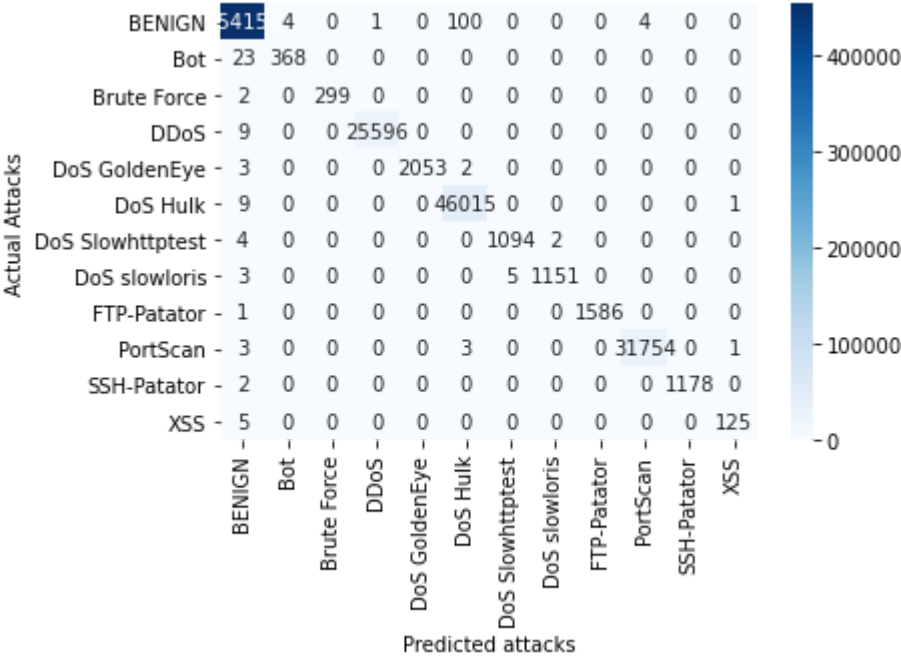 BENIGN 5415 4 0 1 0 100 0 0 0 4 0 0
Bot 23 368 0 0 0 0 0 0 0 0 0 0
Brute Force 2 0 299 0 0 0 0 0 0 0 0 0
DDoS 9 0 0 25596 0 0 0 0 0 0 0 0
DoS GoldenEye 3 0 0 0 2053 2 0 0 0 0 0 0
DoS Hulk 9 0 0 0 0 46015 0 0 0 0 0 1
DoS Slowhttptest 4 0 0 0 0 0 1094 2 0 0 0 0
DoS slowloris 3 0 0 0 0 0 5 1151 0 0 0 0
FTP-Patator 1 0 0 0 0 0 0 0 1586 0 0 0
PortScan 3 0 0 0 0 3 0 0 0 31754 0 1
SSH-Patator 2 0 0 0 0 0 0 0 0 0 1178 0
XSS 5 0 0 0 0 0 0 0 0 0 0 125
Actual Attacks
BENIGN
Bot
Brute Force
DDoS
DoS GoldenEye
DoS Hulk
DoS Slowhttptest
DoS slowloris
FTP-Patator
PortScan
SSH-Patator
XSS
Predicted attacks
400000
300000
200000
100000
0